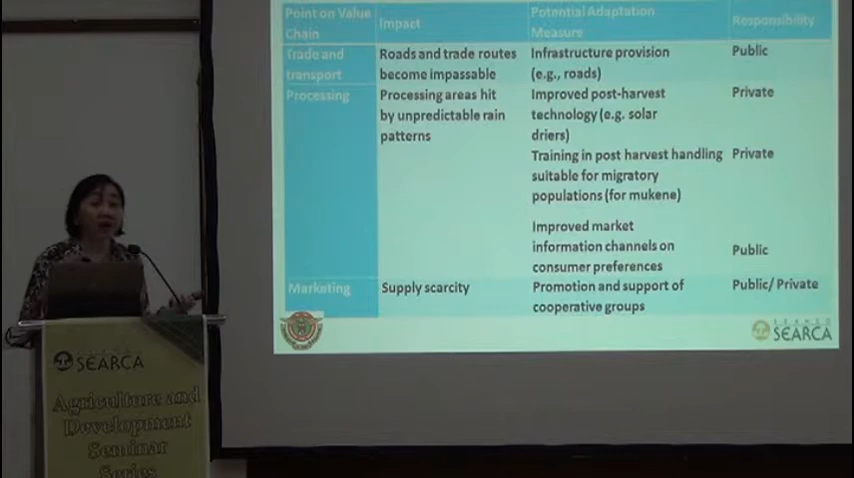 Point on Value
Chain
Impact
Potential Adaptation
Measure
Responsibility
Trade and
transport
Roads and trade routes
become impassable
Infrastructure provision
(e.g., roads)
Public
Processing
Processing areas hit
by unpredictable rain
patterns
Improved post-harvest
technology (e.g. solar
driers)
Private
Training in post harvest handling
suitable for migratory
populations (for mukene)
Private
Improved market
information channels on
consumer preferences
Public
Marketing
Supply scarcity
Promotion and support of
cooperative groups
Public/ Private
SEARCA
SEARCA
Agriculture and
Development
Seminar
Series